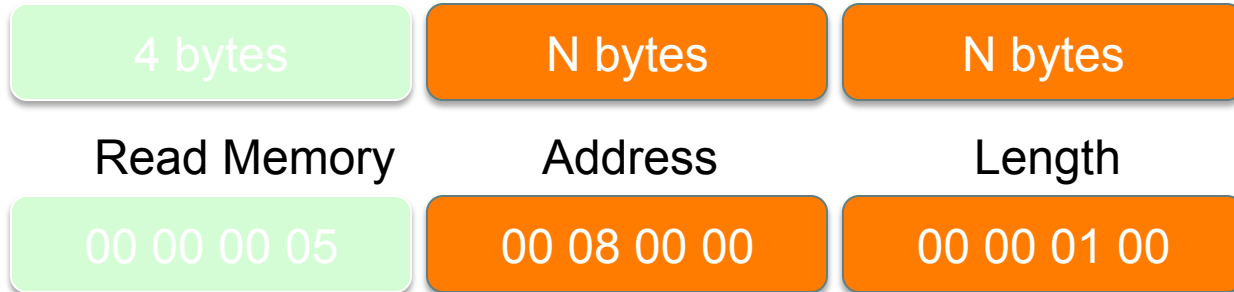 4 bytes N bytes N bytes
Read Memory Address Length
00 00 00 05 00 08 00 00 00 00 01 00